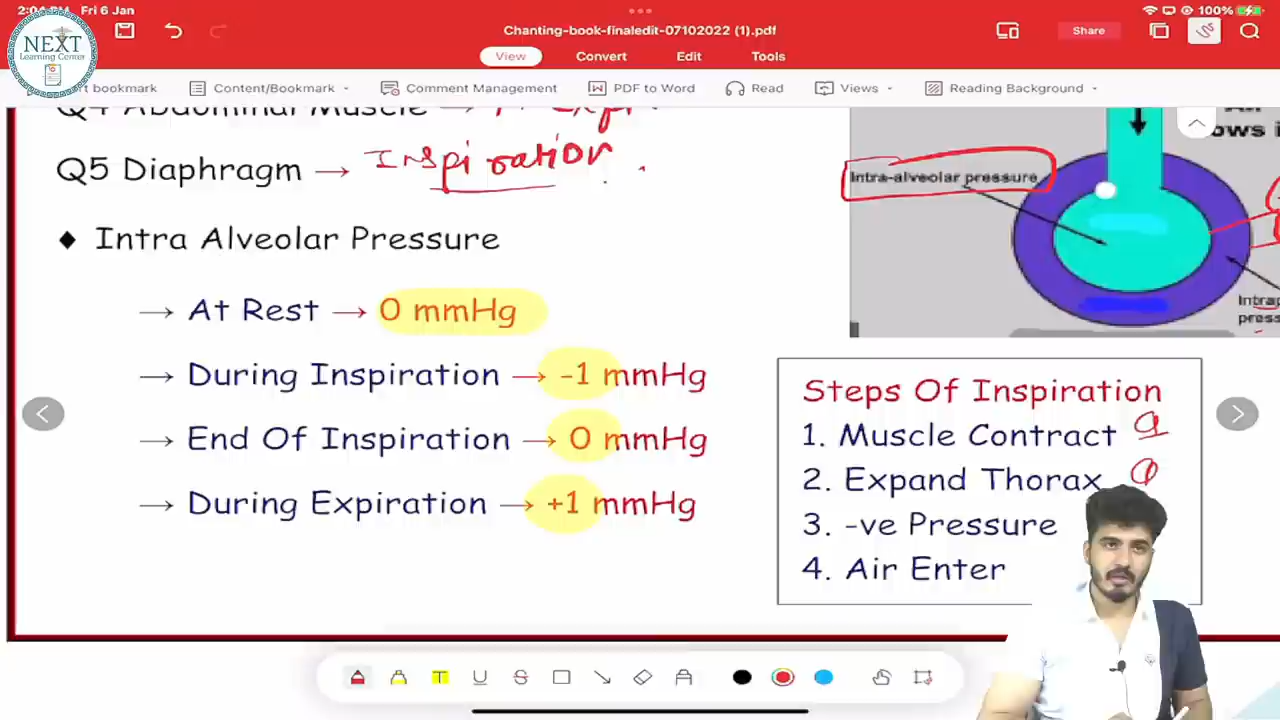 2:04 PM Fri 6 Jan
100%
NEXT
Learning Center
Chanting-book-finaledit-07102022 (1).pdf
Share
View Convert Edit Tools
bookmark Content/Bookmark Comment Management PDF to Word Read Views Reading Background
Q4 Abdominal Muscle →
Q5 Diaphragm → Inspiration
♦ Intra Alveolar Pressure
→ At Rest → 0 mmHg
→ During Inspiration → -1 mmHg
→ End Of Inspiration → 0 mmHg
→ During Expiration → +1 mmHg
Intra-alveolar pressure
Steps Of Inspiration
1. Muscle Contract
2. Expand Thorax
3. -ve Pressure
4. Air Enter
T U S